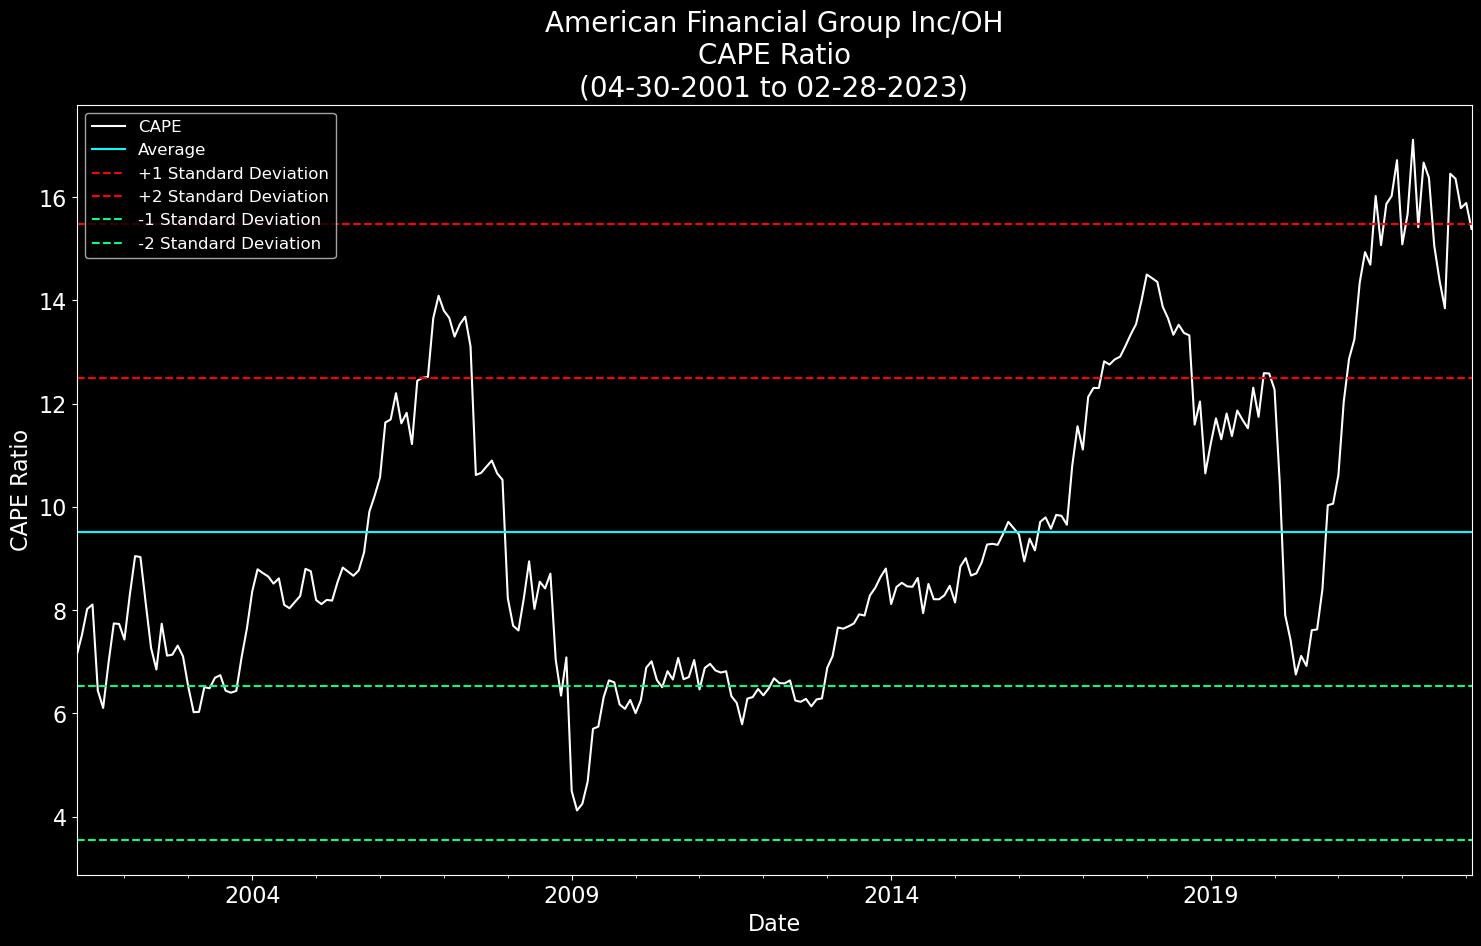 American Financial Group Inc/OH
CAPE Ratio
(04-30-2001 to 02-28-2023)
CAPE
Average
+1 Standard Deviation
+2 Standard Deviation
-1 Standard Deviation
-2 Standard Deviation
16
14
12
10
8
6
4
CAPE Ratio
2004
2009
2014
2019
Date